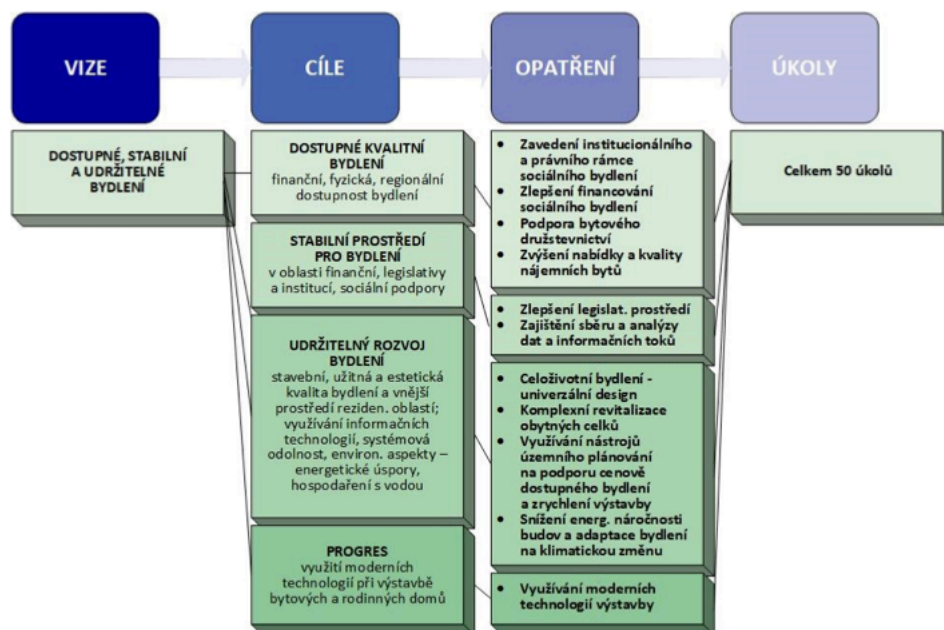 VIZE
CÍLE
OPATŘENÍ
ÚKOLY
DOSTUPNÉ, STABILNÍ
A UDRŽITELNÉ
BYDLENÍ
DOSTUPNÉ KVALITNÍ
BYDLENÍ
finanční, fyzická, regionální
dostupnost bydlení
STABILNÍ PROSTŘEDÍ
PRO BYDLENÍ
v oblasti finanční, legislativy
a institucí, sociální podpory
UDRŽITELNÝ ROZVOJ
BYDLENÍ
stavební, užitná a estetická
kvalita bydlení a vnější
prostředí reziden. oblastí;
využívání informačních
technologií, systémová
odolnost, environ. aspekty –
energetické úspory,
hospodaření s vodou
PROGRES
využití moderních
technologií při výstavbě
bytových a rodinných domů
• Zavedení institucionálního
a právního rámce
sociálního bydlení
• Zlepšení financování
sociálního bydlení
• Podpora bytového
družstevnictví
• Zvýšení nabídky a kvality
nájemních bytů
• Zlepšení legislat. prostředí
• Zajištění sběru a analýzy
dat a informačních toků
• Celoživotní bydlení -
univerzální design
• Komplexní revitalizace
obytných celků
• Využívání nástrojů
územního plánování
na podporu cenově
dostupného bydlení
a zrychlení výstavby
• Snížení energ. náročnosti
budov a adaptace bydlení
na klimatickou změnu
• Využívání moderních
technologií výstavby
Celkem 50 úkolů